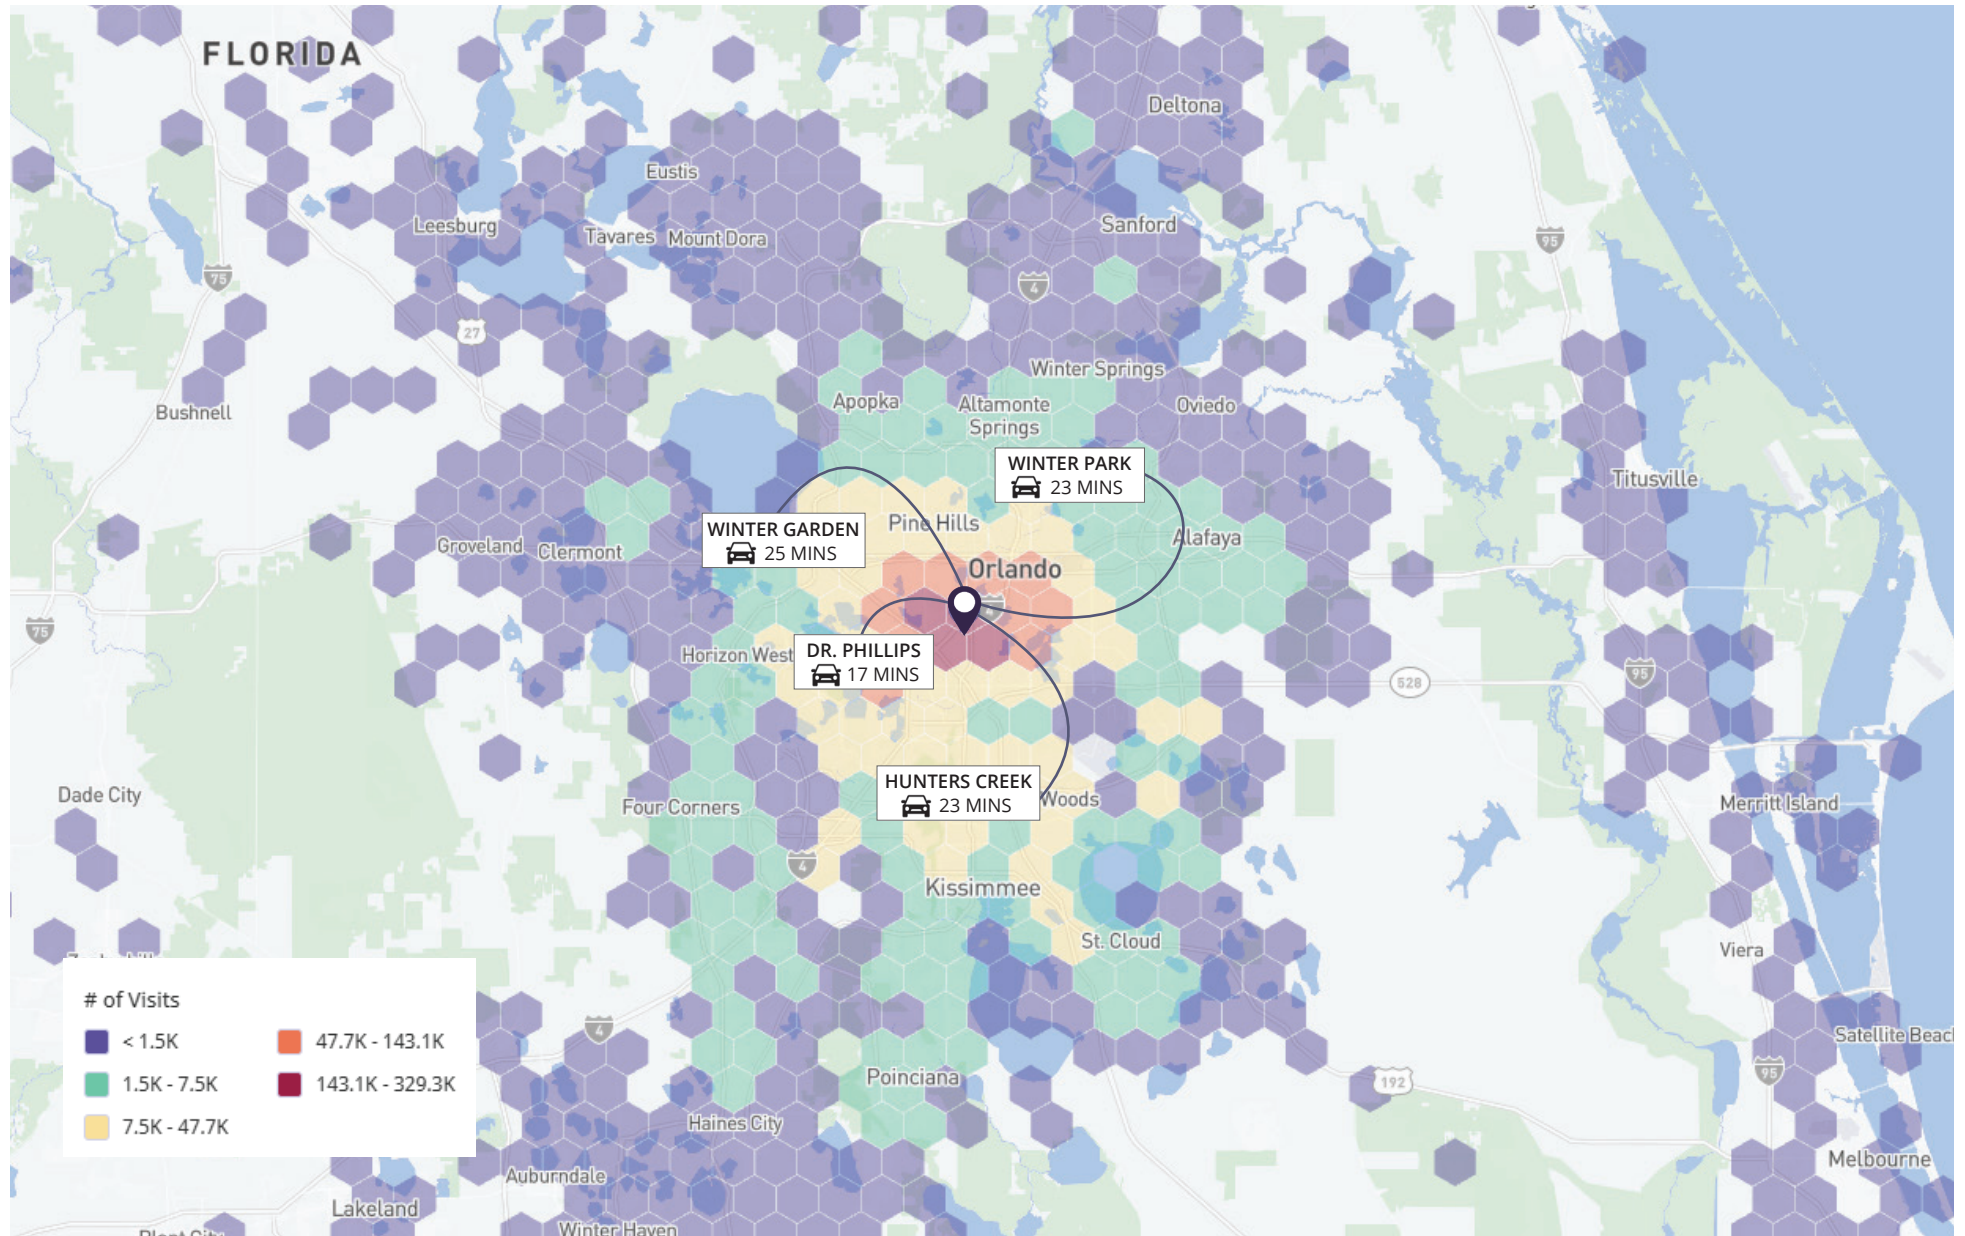 FLORIDA
Deltona
Eustis
Leesburg
Tavares
Mount Dora
Sanford
95
75
4
27
Winter Springs
Bushnell
Apopka
Altamonte
Springs
Oviedo
WINTER PARK
23 MINS
Titusville
WINTER GARDEN
25 MINS
Pine Hills
Alafaya
Groveland
Clermont
Orlando
4
75
DR. PHILLIPS
17 MINS
Horizon West
528
95
HUNTERS CREEK
23 MINS
Woods
Dade City
Four Corners
Merritt Island
4
Kissimmee
St. Cloud
Viera
# of Visits
< 1.5K
47.7K - 143.1K
1.5K - 7.5K
143.1K - 329.3K
7.5K - 47.7K
4
Satellite Beac
Poinciana
192
95
Haines City
Auburndale
Melbourne
Lakeland
Winter Haven